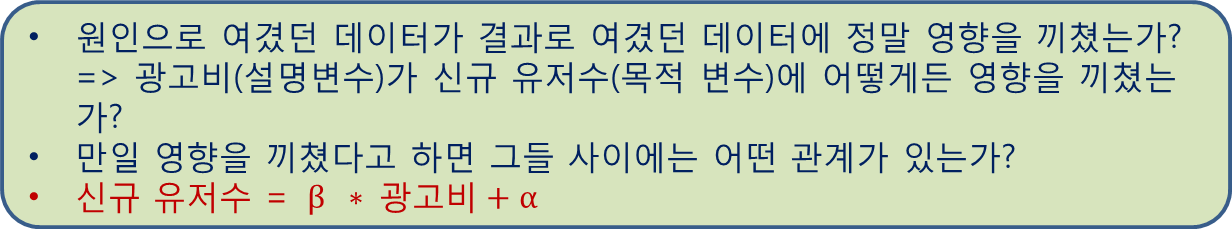 • 원인으로 여겼던 데이터가 결과로 여겼던 데이터에 정말 영향을 끼쳤는가?
=> 광고비(설명변수)가 신규 유저수(목적 변수)에 어떻게든 영향을 끼쳤는
가?
• 만일 영향을 끼쳤다고 하면 그들 사이에는 어떤 관계가 있는가?
• 신규 유저수 = β * 광고비 + α